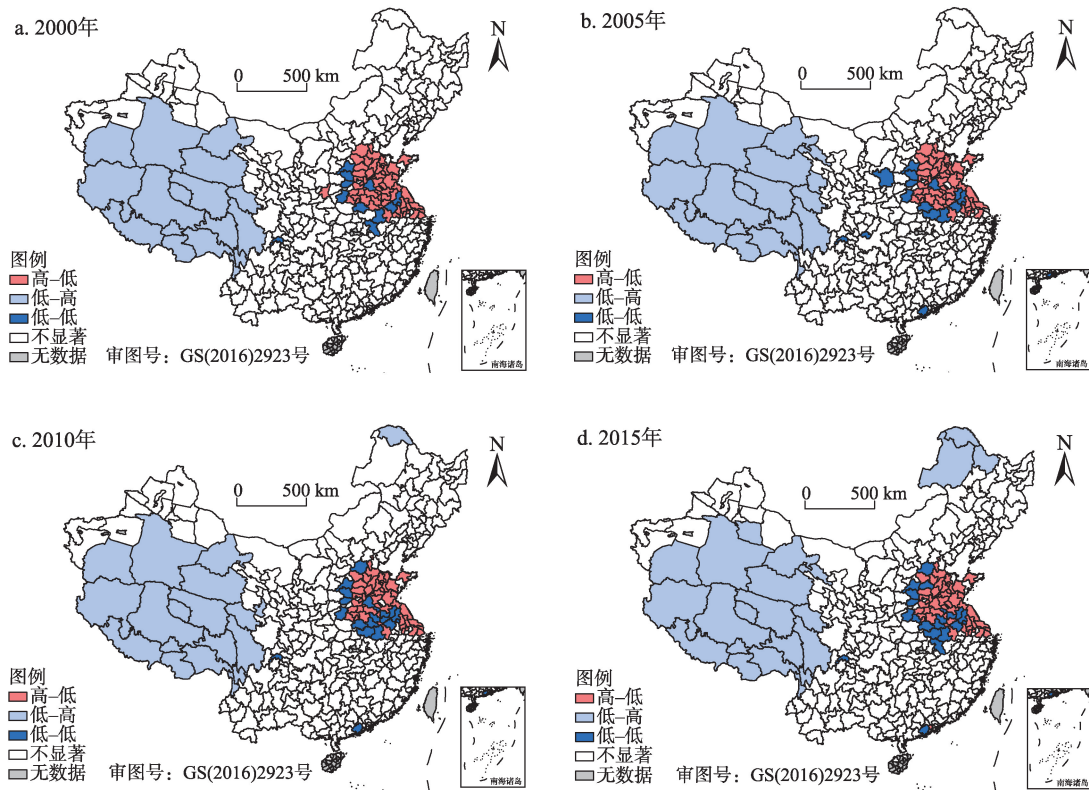 a. 2000年
N
0 500 km
图例
高–低
低–高
低–低
不显著
无数据
审图号：GS(2016)2923号
南海诸岛
b. 2005年
N
0 500 km
图例
高–低
低–高
低–低
不显著
无数据
审图号：GS(2016)2923号
南海诸岛
c. 2010年
N
0 500 km
图例
高–低
低–高
低–低
不显著
无数据
审图号：GS(2016)2923号
南海诸岛
d. 2015年
N
0 500 km
图例
高–低
低–高
低–低
不显著
无数据
审图号：GS(2016)2923号
南海诸岛